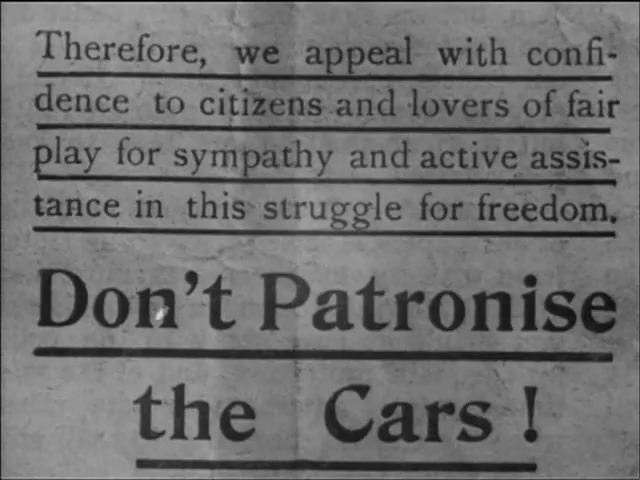 Therefore, we appeal with confi-
dence to citizens and lovers of fair
play for sympathy and active assis-
tance in this struggle for freedom.
Don't Patronise
the Cars!